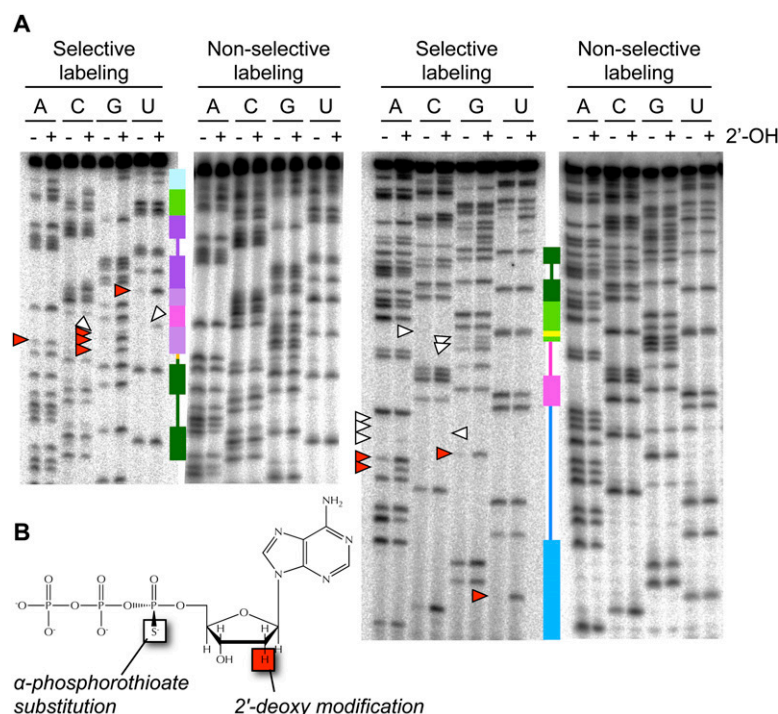 A
Selective labeling Non-selective labeling Selective labeling Non-selective labeling
A C G U A C G U A C G U A C G U
- + - + - + - + - + - + - + - + - + - + - + - + - + - + - + - + 2'-OH
B
NH₂
N N
N N
O O O
⁻O P O P O P O
O⁻ O⁻ S⁻
O
H H
H H
OH H
α-phosphorothioate
substitution
2'-deoxy modification